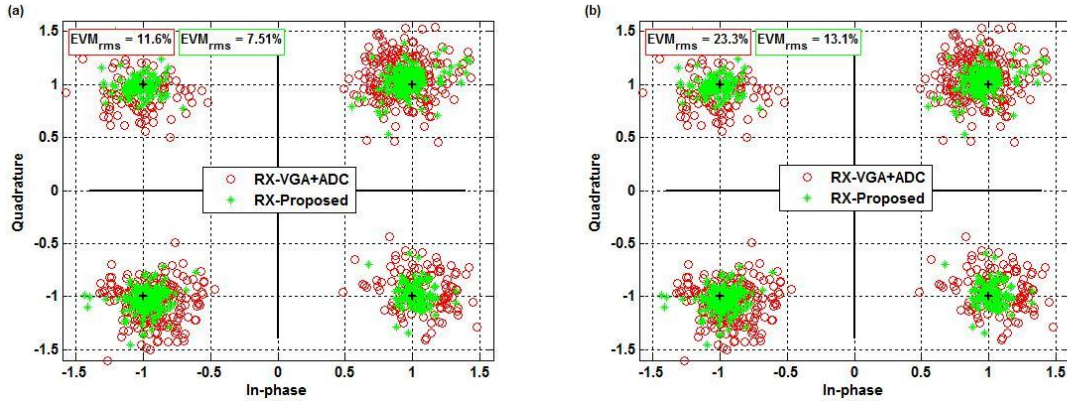 (a)
EVMrms = 11.6% EVMrms = 7.51%
1.5
1
0.5
0
-0.5
-1
-1.5
Quadrature
RX-VGA+ADC
RX-Proposed
-1.5 -1 -0.5 0 0.5 1 1.5
In-phase
(b)
EVMrms = 23.3% EVMrms = 13.1%
1.5
1
0.5
0
-0.5
-1
-1.5
Quadrature
RX-VGA+ADC
RX-Proposed
-1.5 -1 -0.5 0 0.5 1 1.5
In-phase